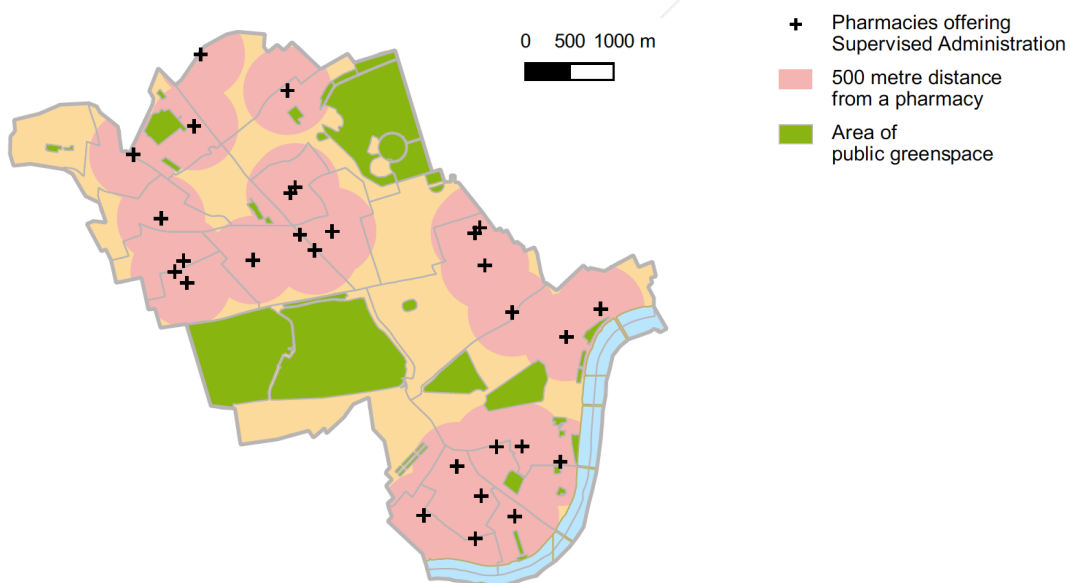 0 500 1000 m
Pharmacies offering
Supervised Administration
500 metre distance
from a pharmacy
Area of
public greenspace